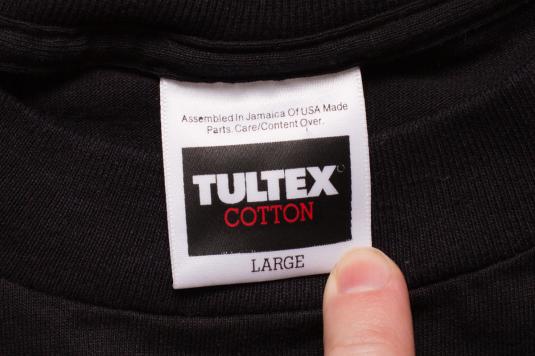 Assembled In Jamaica Of USA Made
Parts. Care/Content Over.
TULTEX
COTTON
LARGE